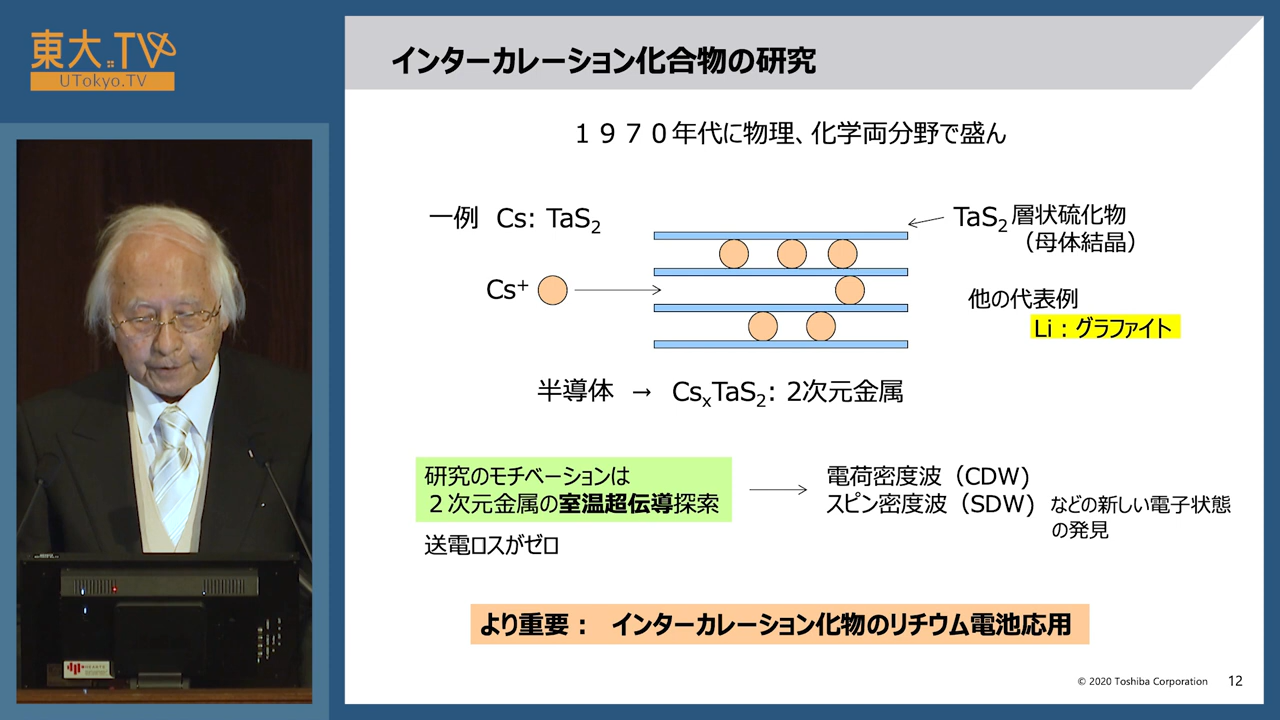 東大.TV
UTokyo.TV
インターカレーション化合物の研究
１９７０年代に物理、化学両分野で盛ん
一例 Cs: TaS2
TaS2 層状硫化物
（母体結晶）
Cs+
他の代表例
Li：グラファイト
半導体 → CsxTaS2: 2次元金属
研究のモチベーションは
２次元金属の室温超伝導探索
送電ロスがゼロ
電荷密度波（CDW）
スピン密度波（SDW）などの新しい電子状態
の発見
より重要： インターカレーション化物のリチウム電池応用
© 2020 Toshiba Corporation 12